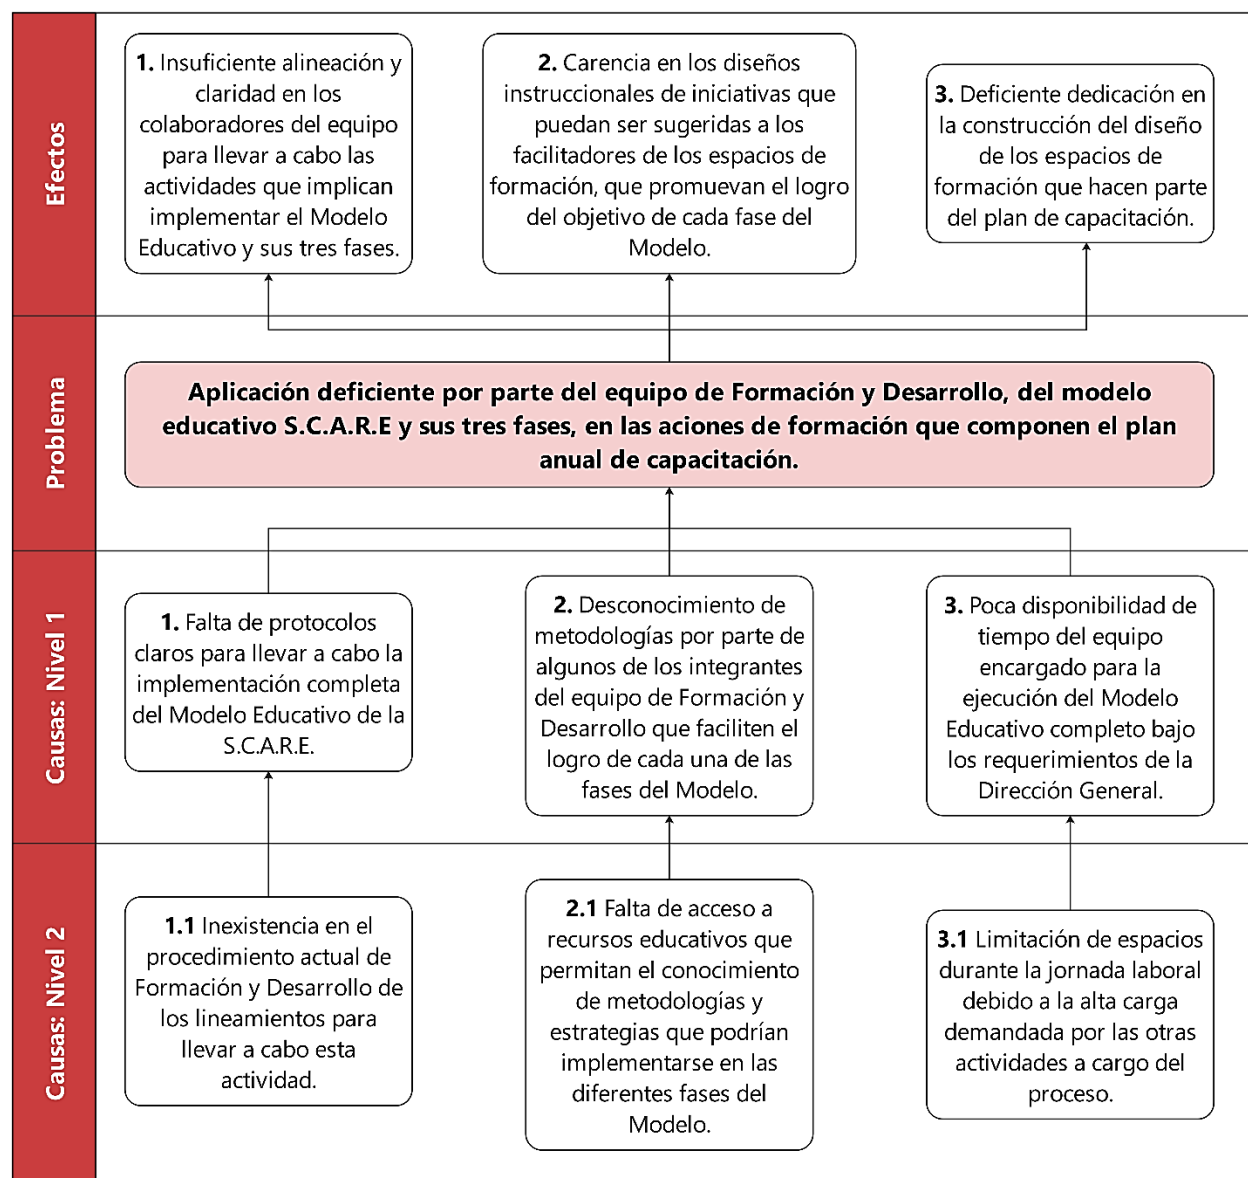 Efectos
1. Insuficiente alineación y
claridad en los
colaboradores del equipo
para llevar a cabo las
actividades que implican
implementar el Modelo
Educativo y sus tres fases.
2. Carencia en los diseños
instruccionales de iniciativas que
puedan ser sugeridas a los
facilitadores de los espacios de
formación, que promuevan el logro
del objetivo de cada fase del
Modelo.
3. Deficiente dedicación en
la construcción del diseño
de los espacios de
formación que hacen parte
del plan de capacitación.
Problema
Aplicación deficiente por parte del equipo de Formación y Desarrollo, del modelo
educativo S.C.A.R.E y sus tres fases, en las aciones de formación que componen el plan
anual de capacitación.
Causas: Nivel 1
1. Falta de protocolos
claros para llevar a cabo la
implementación completa
del Modelo Educativo de la
S.C.A.R.E.
2. Desconocimiento de
metodologías por parte de
algunos de los integrantes
del equipo de Formación y
Desarrollo que faciliten el
logro de cada una de las
fases del Modelo.
3. Poca disponibilidad de
tiempo del equipo
encargado para la
ejecución del Modelo
Educativo completo bajo
los requerimientos de la
Dirección General.
Causas: Nivel 2
1.1 Inexistencia en el
procedimiento actual de
Formación y Desarrollo de
los lineamientos para
llevar a cabo esta
actividad.
2.1 Falta de acceso a
recursos educativos que
permitan el conocimiento
de metodologías y
estrategias que podrían
implementarse en las
diferentes fases del
Modelo.
3.1 Limitación de espacios
durante la jornada laboral
debido a la alta carga
demandada por las otras
actividades a cargo del
proceso.